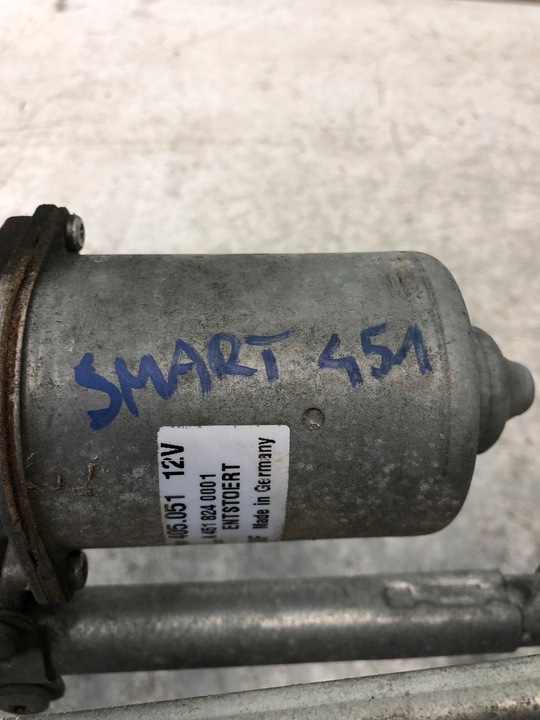 SMART 451
405.051 12V
A 451 824 0001
ENTSTOERT
Made in Germany